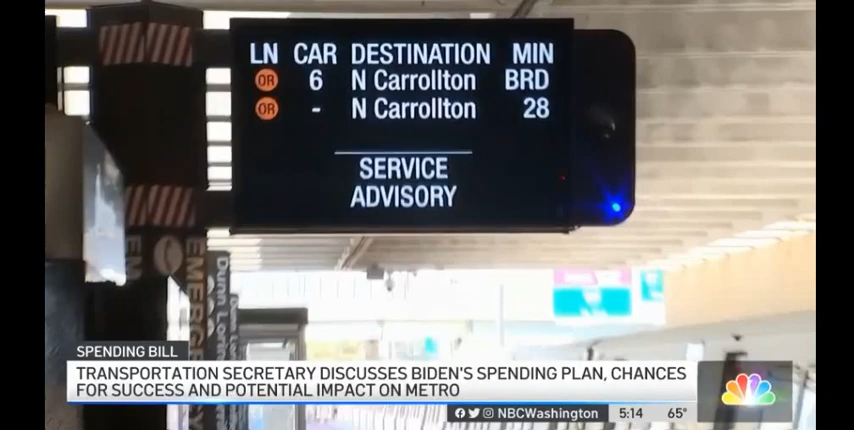 LN CAR DESTINATION MIN
OR 6 N Carrollton BRD
OR - N Carrollton 28
SERVICE
ADVISORY
SPENDING BILL
TRANSPORTATION SECRETARY DISCUSSES BIDEN'S SPENDING PLAN, CHANCES
FOR SUCCESS AND POTENTIAL IMPACT ON METRO
NBCWashington 5:14 65°